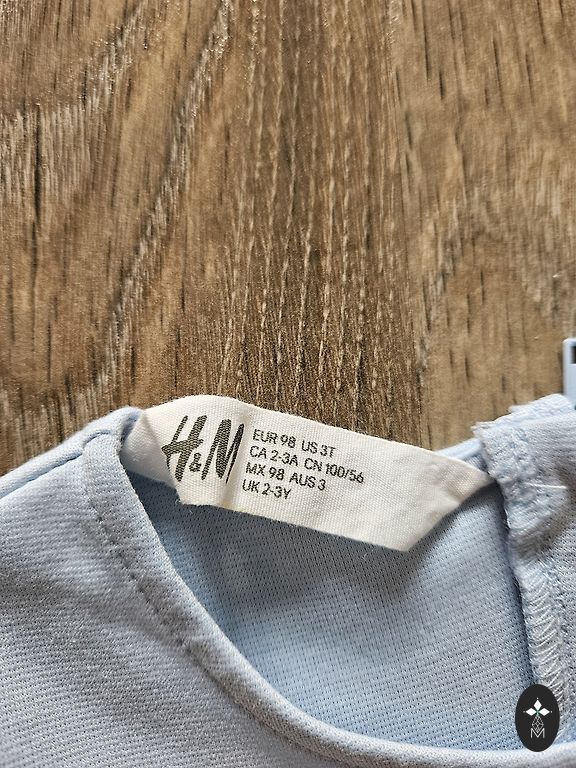 H&M
EUR 98 US 3T
CA 2-3A CN 100/56
MX 98 AUS 3
UK 2-3Y
M